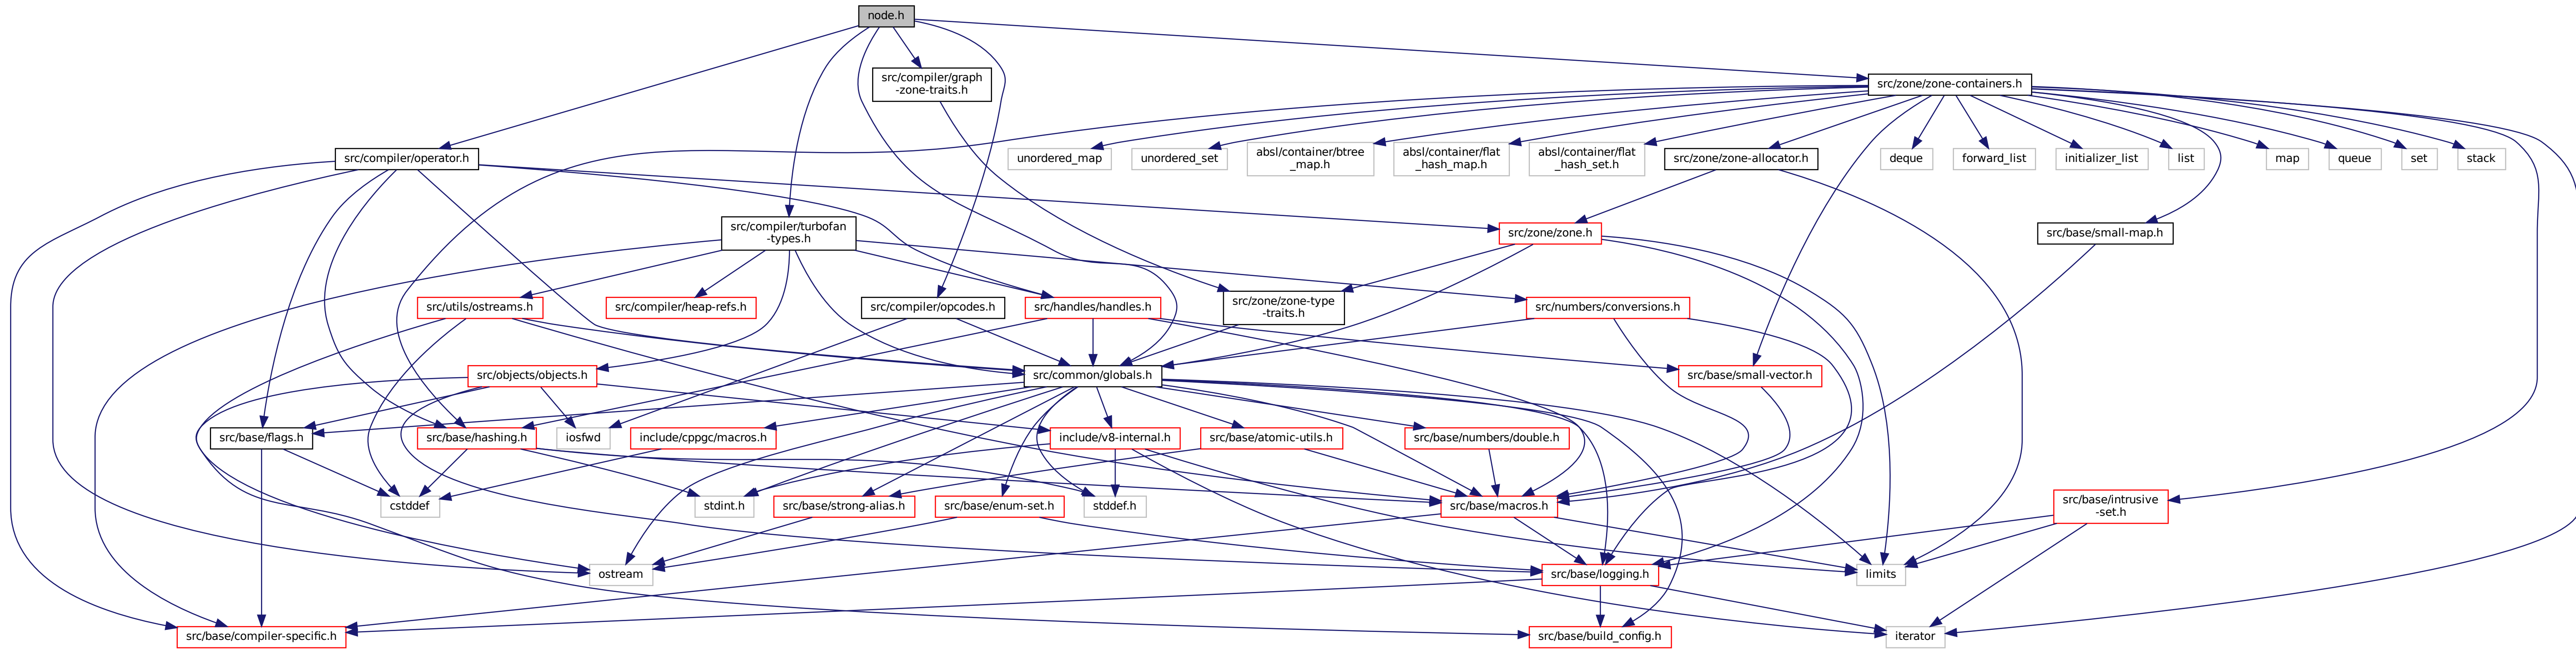 node.h
src/compiler/graph
-zone-traits.h
src/zone/zone-containers.h
src/compiler/operator.h
unordered_map
unordered_set
absl/container/btree
_map.h
absl/container/flat
_hash_map.h
absl/container/flat
_hash_set.h
src/zone/zone-allocator.h
deque
forward_list
initializer_list
list
map
queue
set
stack
src/compiler/turbofan
-types.h
src/zone/zone.h
src/base/small-map.h
src/utils/ostreams.h
src/compiler/heap-refs.h
src/compiler/opcodes.h
src/handles/handles.h
src/zone/zone-type
-traits.h
src/numbers/conversions.h
src/objects/objects.h
src/common/globals.h
src/base/small-vector.h
src/base/flags.h
src/base/hashing.h
iosfwd
include/cppgc/macros.h
include/v8-internal.h
src/base/atomic-utils.h
src/base/numbers/double.h
cstddef
stdint.h
src/base/strong-alias.h
src/base/enum-set.h
stddef.h
src/base/macros.h
src/base/intrusive
-set.h
ostream
src/base/logging.h
limits
src/base/compiler-specific.h
src/base/build_config.h
iterator